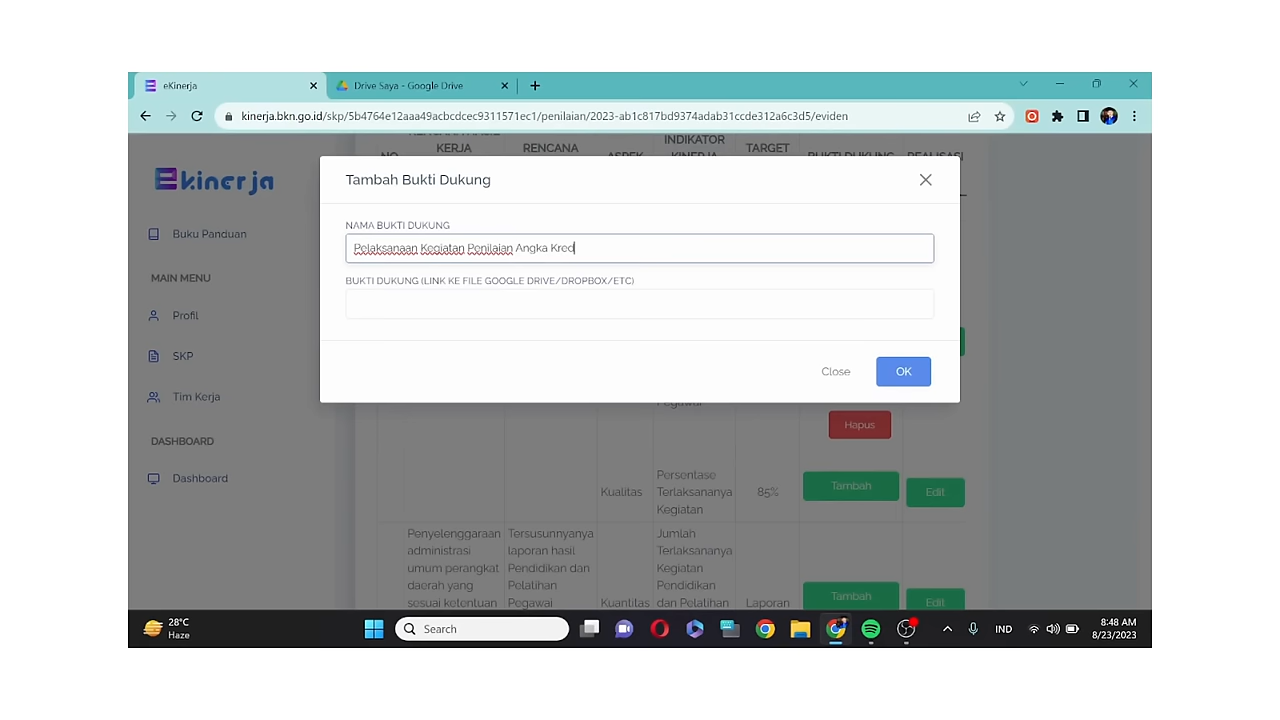 eKinerja
Drive Saya - Google Drive
kinerja.bkn.go.id/skp/5b4764e12aaa49acbcdcec9311571ec1/penilaian/2023-ab1c817bd9374adab31ccde312a6c3d5/eviden
KERJA RENCANA INDIKATOR TARGET
Ekinerja
Tambah Bukti Dukung
NAMA BUKTI DUKUNG
Pelaksanaan Kegiatan Penilaian Angka Kred
BUKTI DUKUNG (LINK KE FILE GOOGLE DRIVE/DROPBOX/ETC)
Close OK
Buku Panduan
MAIN MENU
Profil
SKP
Tim Kerja
DASHBOARD
Dashboard
Hapus
Kualitas
Persentase
Terlaksananya
Kegiatan
85%
Tambah
Edit
Penyelenggaraan
administrasi
umum perangkat
daerah yang
sesuai ketentuan
Tersusunnyanya
laporan hasil
Pendidikan dan
Pelatihan
Pegawai
Kuantitas
Jumlah
Terlaksananya
Kegiatan
Pendidikan
dan Pelatihan
Laporan
Tambah
Edit
28°C
Haze
Search
IND
8:48 AM
8/23/2023